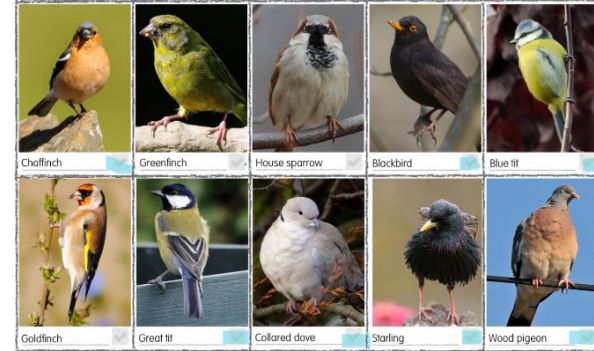 Chaffinch
Greenfinch
House sparrow
Blackbird
Blue tit
Goldfinch
Great tit
Collared dove
Starling
Wood pigeon